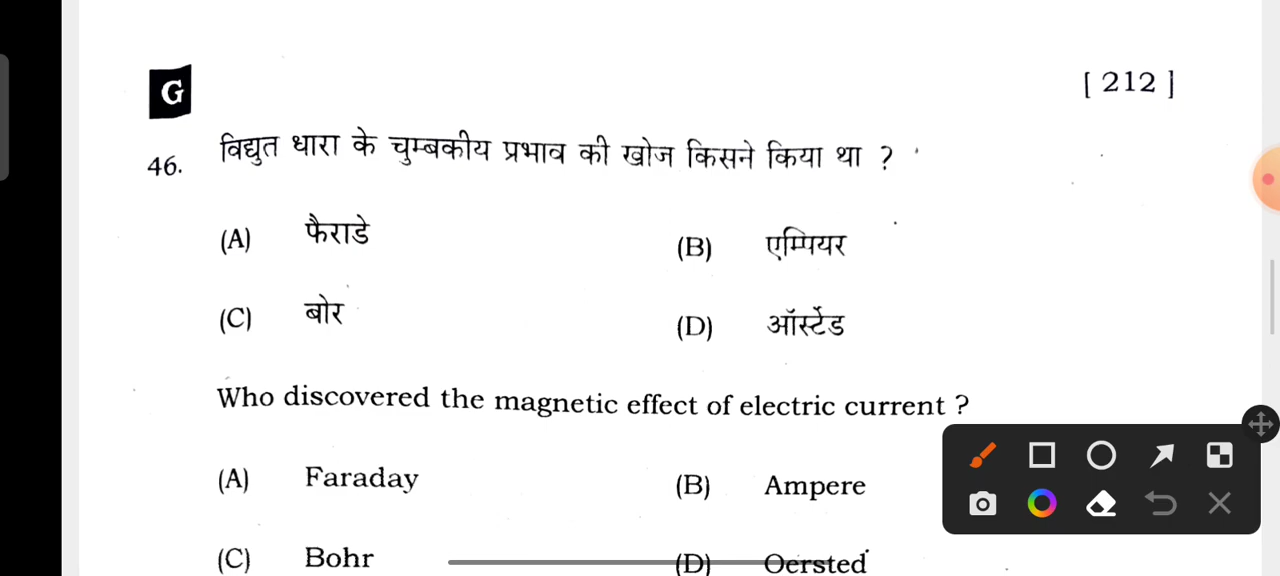 G
[ 212 ]
46. विद्युत धारा के चुम्बकीय प्रभाव की खोज किसने किया था ?
(A) फैराडे (B) एम्पियर
(C) बोर (D) ऑर्स्टेड
Who discovered the magnetic effect of electric current ?
(A) Faraday (B) Ampere
(C) Bohr (D) Oersted